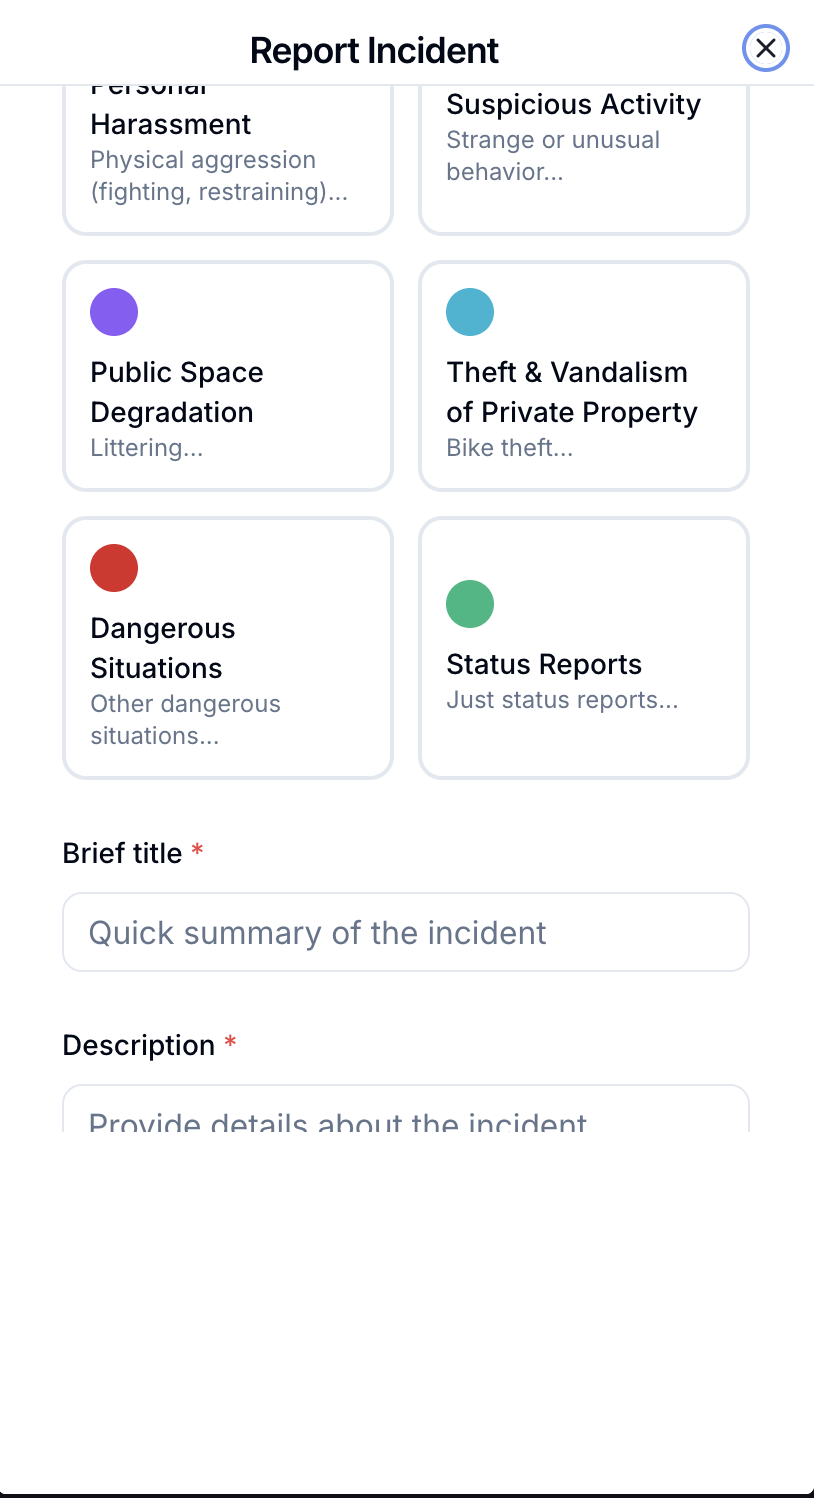 Report Incident
Personal
Harassment
Physical aggression
(fighting, restraining)...
Suspicious Activity
Strange or unusual
behavior...
Public Space
Degradation
Littering...
Theft & Vandalism
of Private Property
Bike theft...
Dangerous
Situations
Other dangerous
situations...
Status Reports
Just status reports...
Brief title *
Quick summary of the incident
Description *
Provide details about the incident